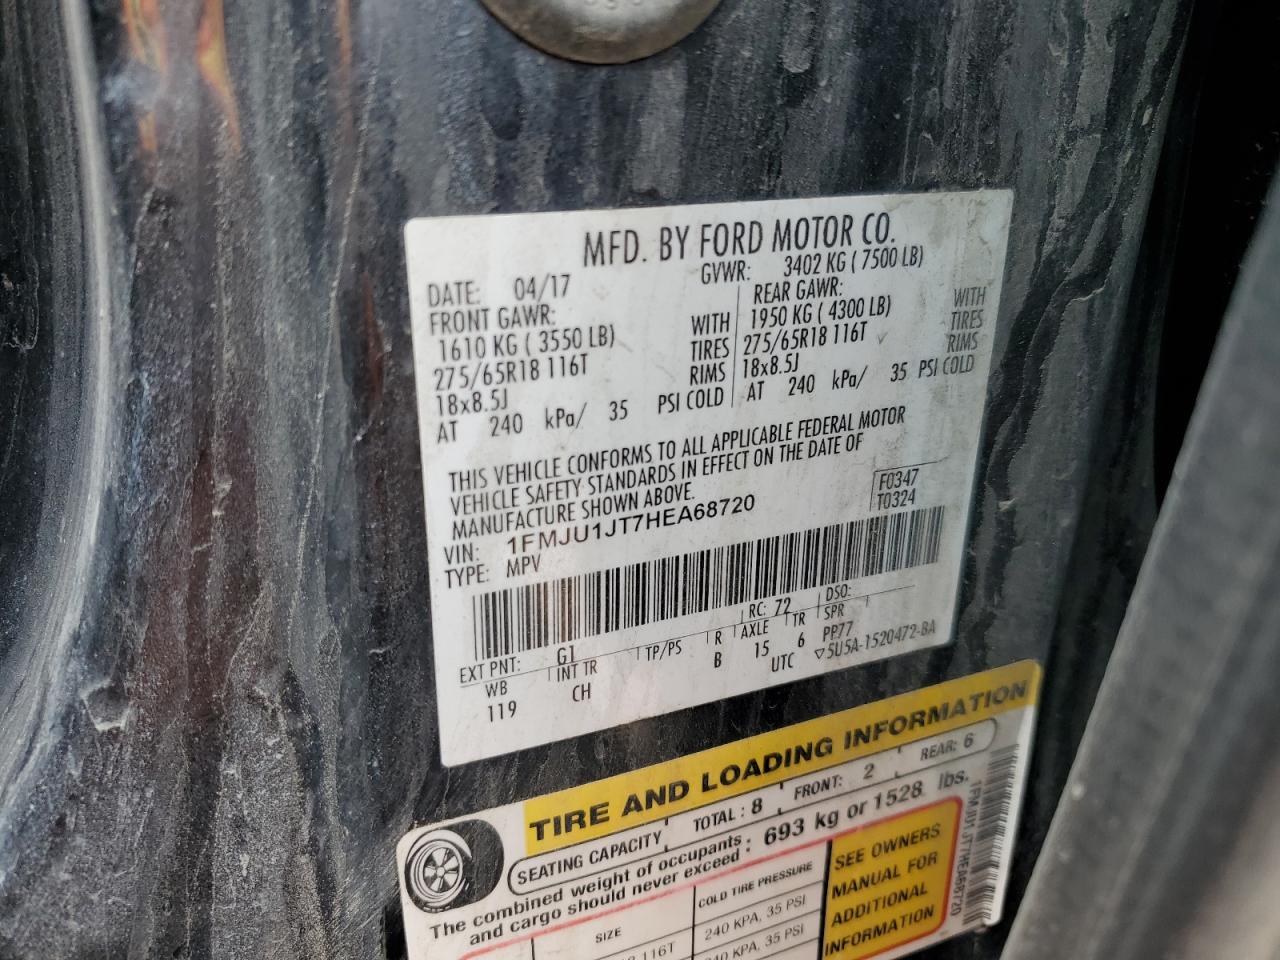 MFD. BY FORD MOTOR CO.
DATE: 04/17 GVWR: 3402 KG ( 7500 LB)
FRONT GAWR: REAR GAWR:
1610 KG ( 3550 LB) WITH 1950 KG ( 4300 LB) WITH
275/65R18 116T TIRES 275/65R18 116T TIRES
18x8.5J RIMS 18x8.5J RIMS
AT 240 kPa/ 35 PSI COLD AT 240 kPa/ 35 PSI COLD
THIS VEHICLE CONFORMS TO ALL APPLICABLE FEDERAL MOTOR
VEHICLE SAFETY STANDARDS IN EFFECT ON THE DATE OF
MANUFACTURE SHOWN ABOVE.
F0347
T0324
VIN: 1FMJU1JT7HEA68720
TYPE: MPV
EXT PNT: G1 RC: 72 DSO:
WB INT TR TP/PS R AXLE TR SPR
119 CH B 15 6 PP77
UTC ▽5U5A-1520472-BA
TIRE AND LOADING INFORMATION
SEATING CAPACITY TOTAL : 8 FRONT: 2 REAR: 6
The combined weight of occupants
and cargo should never exceed : 693 kg or 1528 lbs.
SIZE COLD TIRE PRESSURE
116T 240 KPA, 35 PSI
240 KPA, 35 PSI
SEE OWNERS
MANUAL FOR
ADDITIONAL
INFORMATION
1FMJU1JT7HEA68720